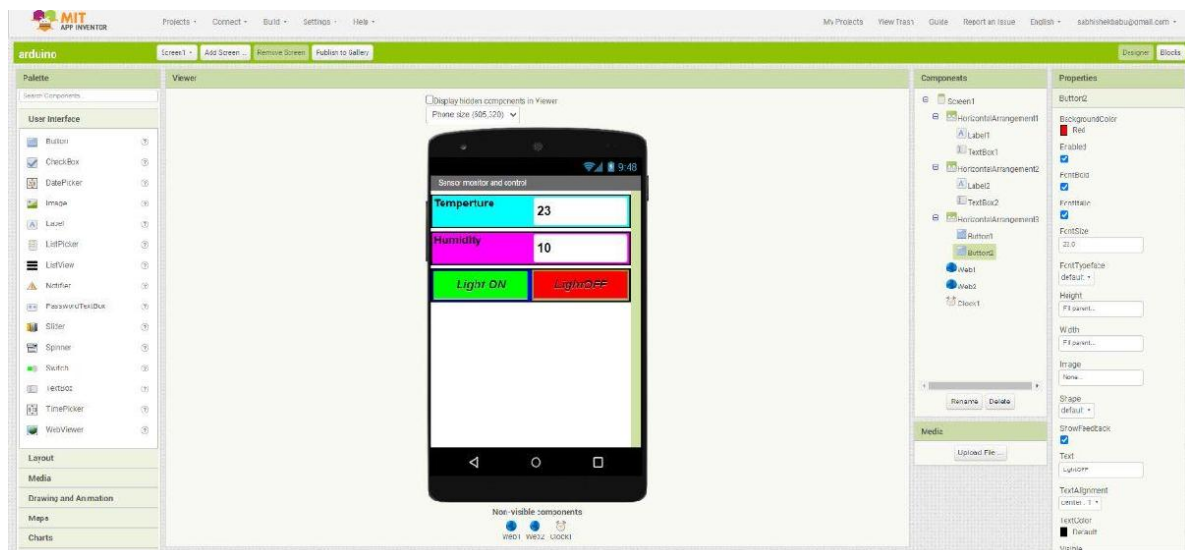 MIT
APP INVENTOR
Projects Connect Build Settings Help
My Projects View Trash Guide Report an Issue English
arduino
Screen1 Add Screen ... Remove Screen Publish to Gallery
Designer Blocks
Palette
Search Components...
User Interface
Button
CheckBox
DatePicker
Image
Label
ListPicker
ListView
Notifier
PasswordTextBox
Slider
Spinner
Switch
TextBox
TimePicker
WebViewer
Layout
Media
Drawing and Animation
Maps
Charts
Viewer
Display hidden components in Viewer
Phone size (505,320)
9:48
Sensor monitor and control
Temperture
23
Humidity
10
Light ON
LightOFF
Non-visible components
Web1 Web2 Clock1
Components
Screen1
HorizontalArrangement1
Label1
TextBox1
HorizontalArrangement2
Label2
TextBox2
HorizontalArrangement3
Button1
Button2
Web1
Web2
Clock1
Rename Delete
Media
Upload File ...
Properties
Button2
BackgroundColor
Red
Enabled
FontBold
FontItalic
FontSize
FontTypeface
default
Height
Fill parent...
Width
Fill parent...
Image
None...
Shape
default
ShowFeedback
Text
LightOFF
TextAlignment
center : 1
TextColor
Default
Visible